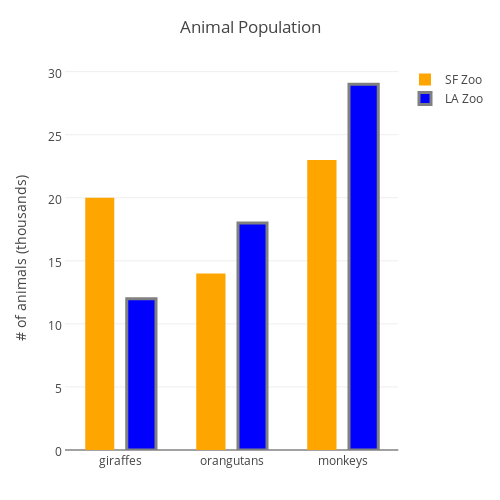 Animal Population
SF Zoo
LA Zoo
# of animals (thousands)
30
25
20
15
10
5
0
giraffes
orangutans
monkeys